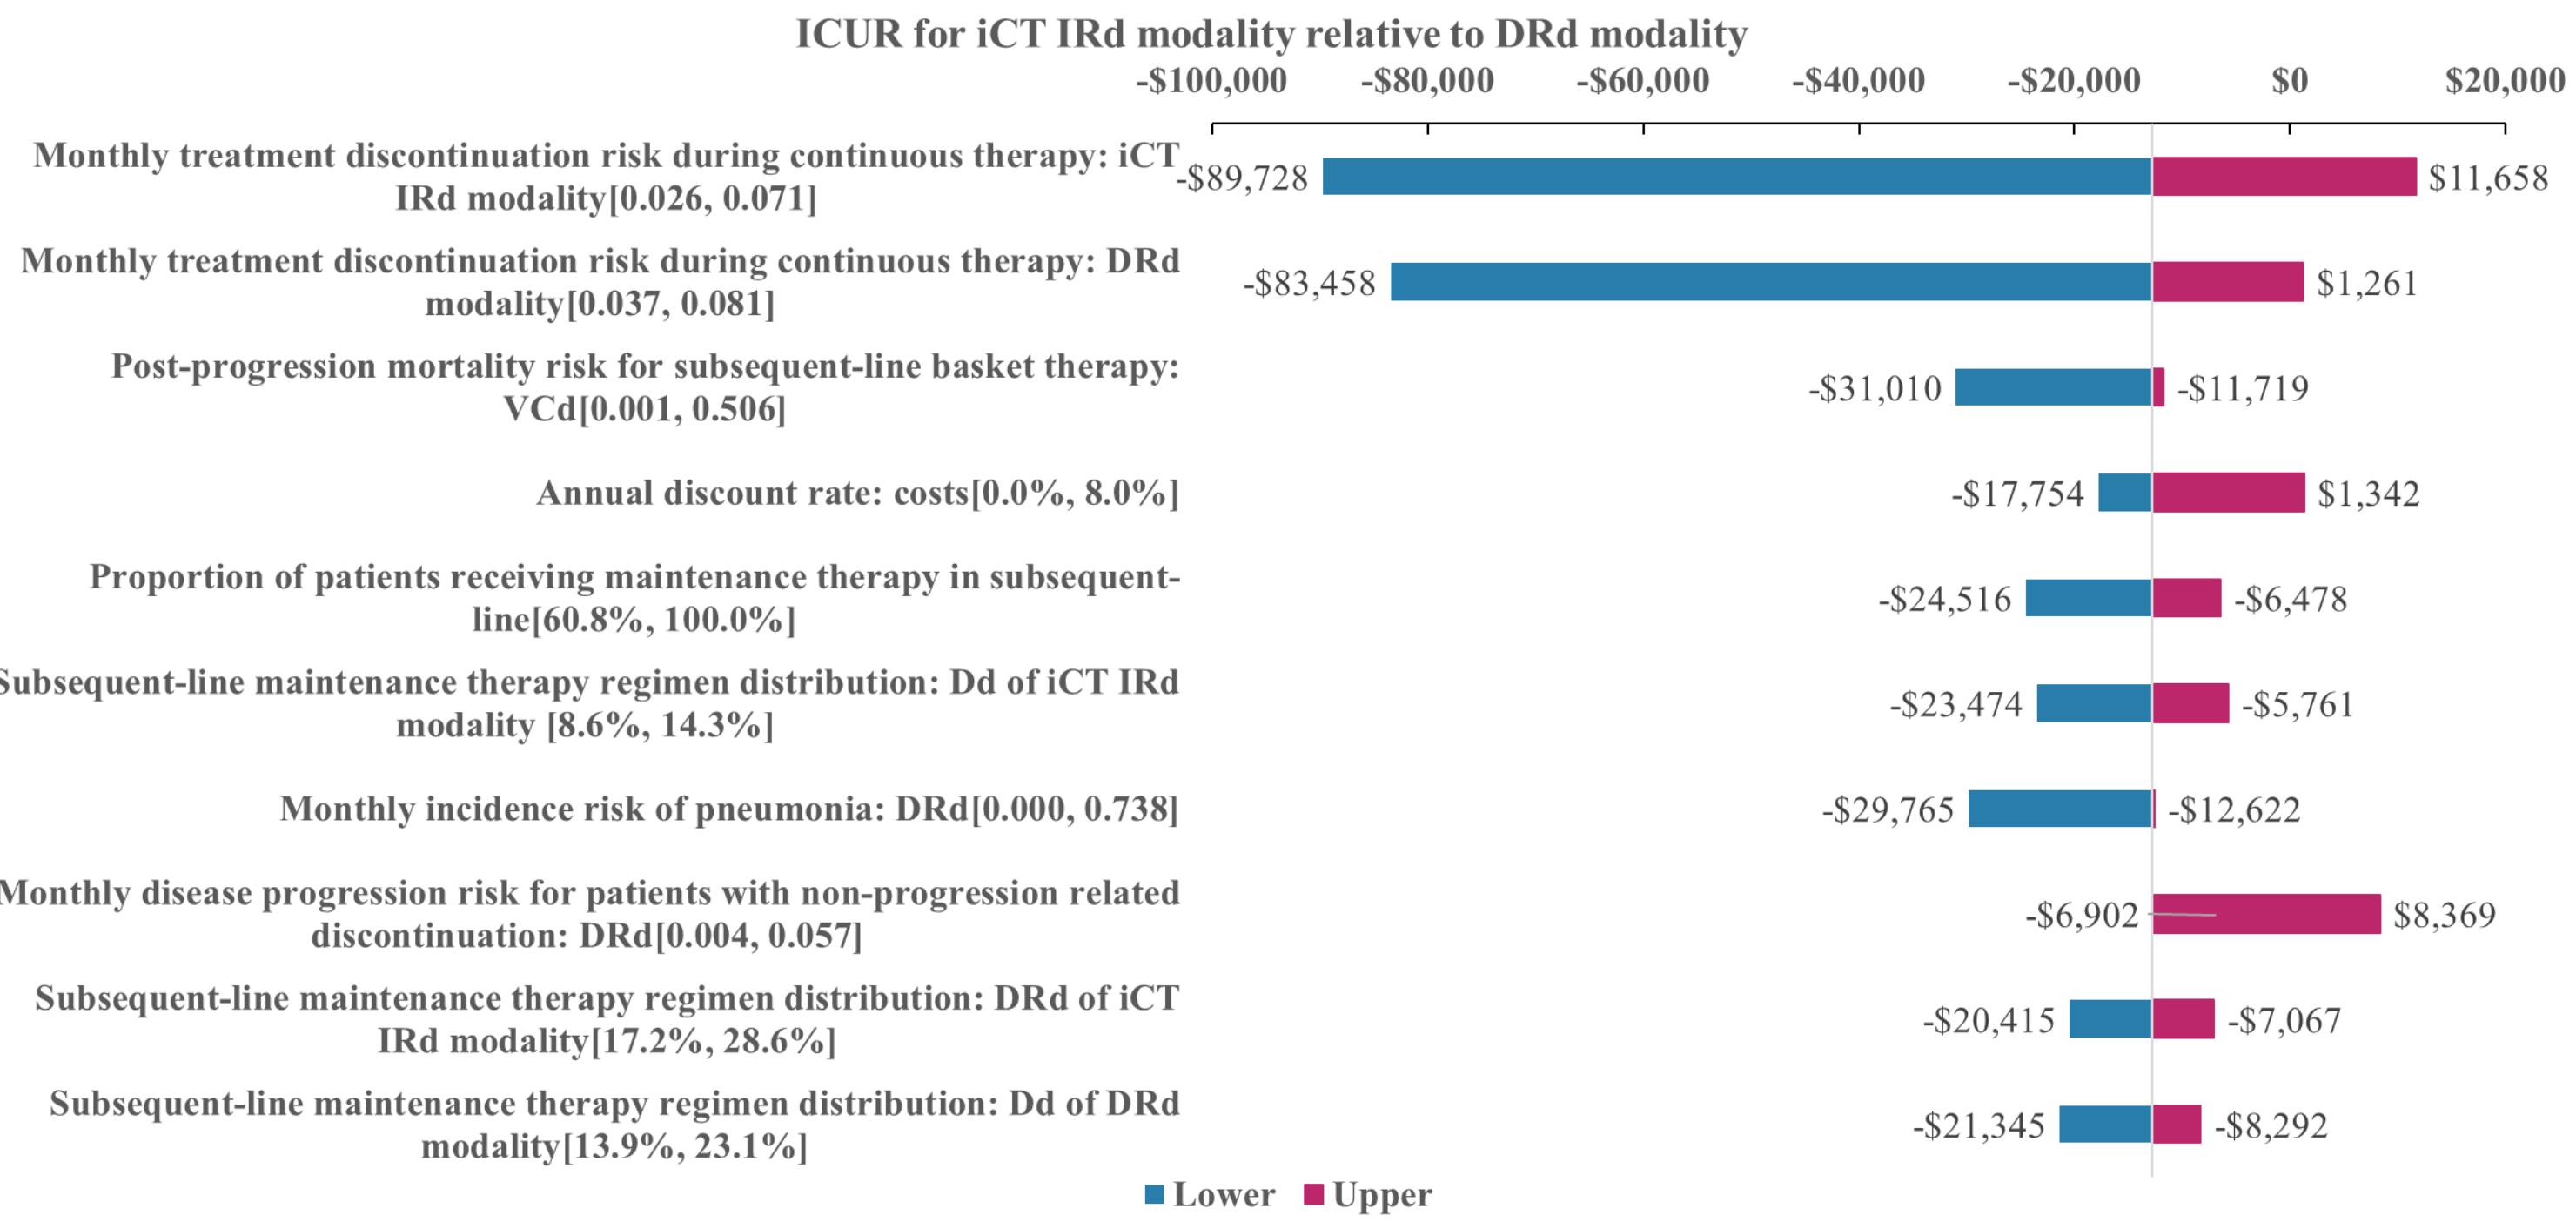 ICUR for iCT IRd modality relative to DRd modality
-$100,000 -$80,000 -$60,000 -$40,000 -$20,000 $0 $20,000
Monthly treatment discontinuation risk during continuous therapy: iCT
IRd modality[0.026, 0.071]
-$89,728 $11,658
Monthly treatment discontinuation risk during continuous therapy: DRd
modality[0.037, 0.081]
-$83,458 $1,261
Post-progression mortality risk for subsequent-line basket therapy:
VCd[0.001, 0.506]
-$31,010 -$11,719
Annual discount rate: costs[0.0%, 8.0%]
-$17,754 $1,342
Proportion of patients receiving maintenance therapy in subsequent-
line[60.8%, 100.0%]
-$24,516 -$6,478
Subsequent-line maintenance therapy regimen distribution: Dd of iCT IRd
modality [8.6%, 14.3%]
-$23,474 -$5,761
Monthly incidence risk of pneumonia: DRd[0.000, 0.738]
-$29,765 -$12,622
Monthly disease progression risk for patients with non-progression related
discontinuation: DRd[0.004, 0.057]
-$6,902 $8,369
Subsequent-line maintenance therapy regimen distribution: DRd of iCT
IRd modality[17.2%, 28.6%]
-$20,415 -$7,067
Subsequent-line maintenance therapy regimen distribution: Dd of DRd
modality[13.9%, 23.1%]
-$21,345 -$8,292
Lower Upper